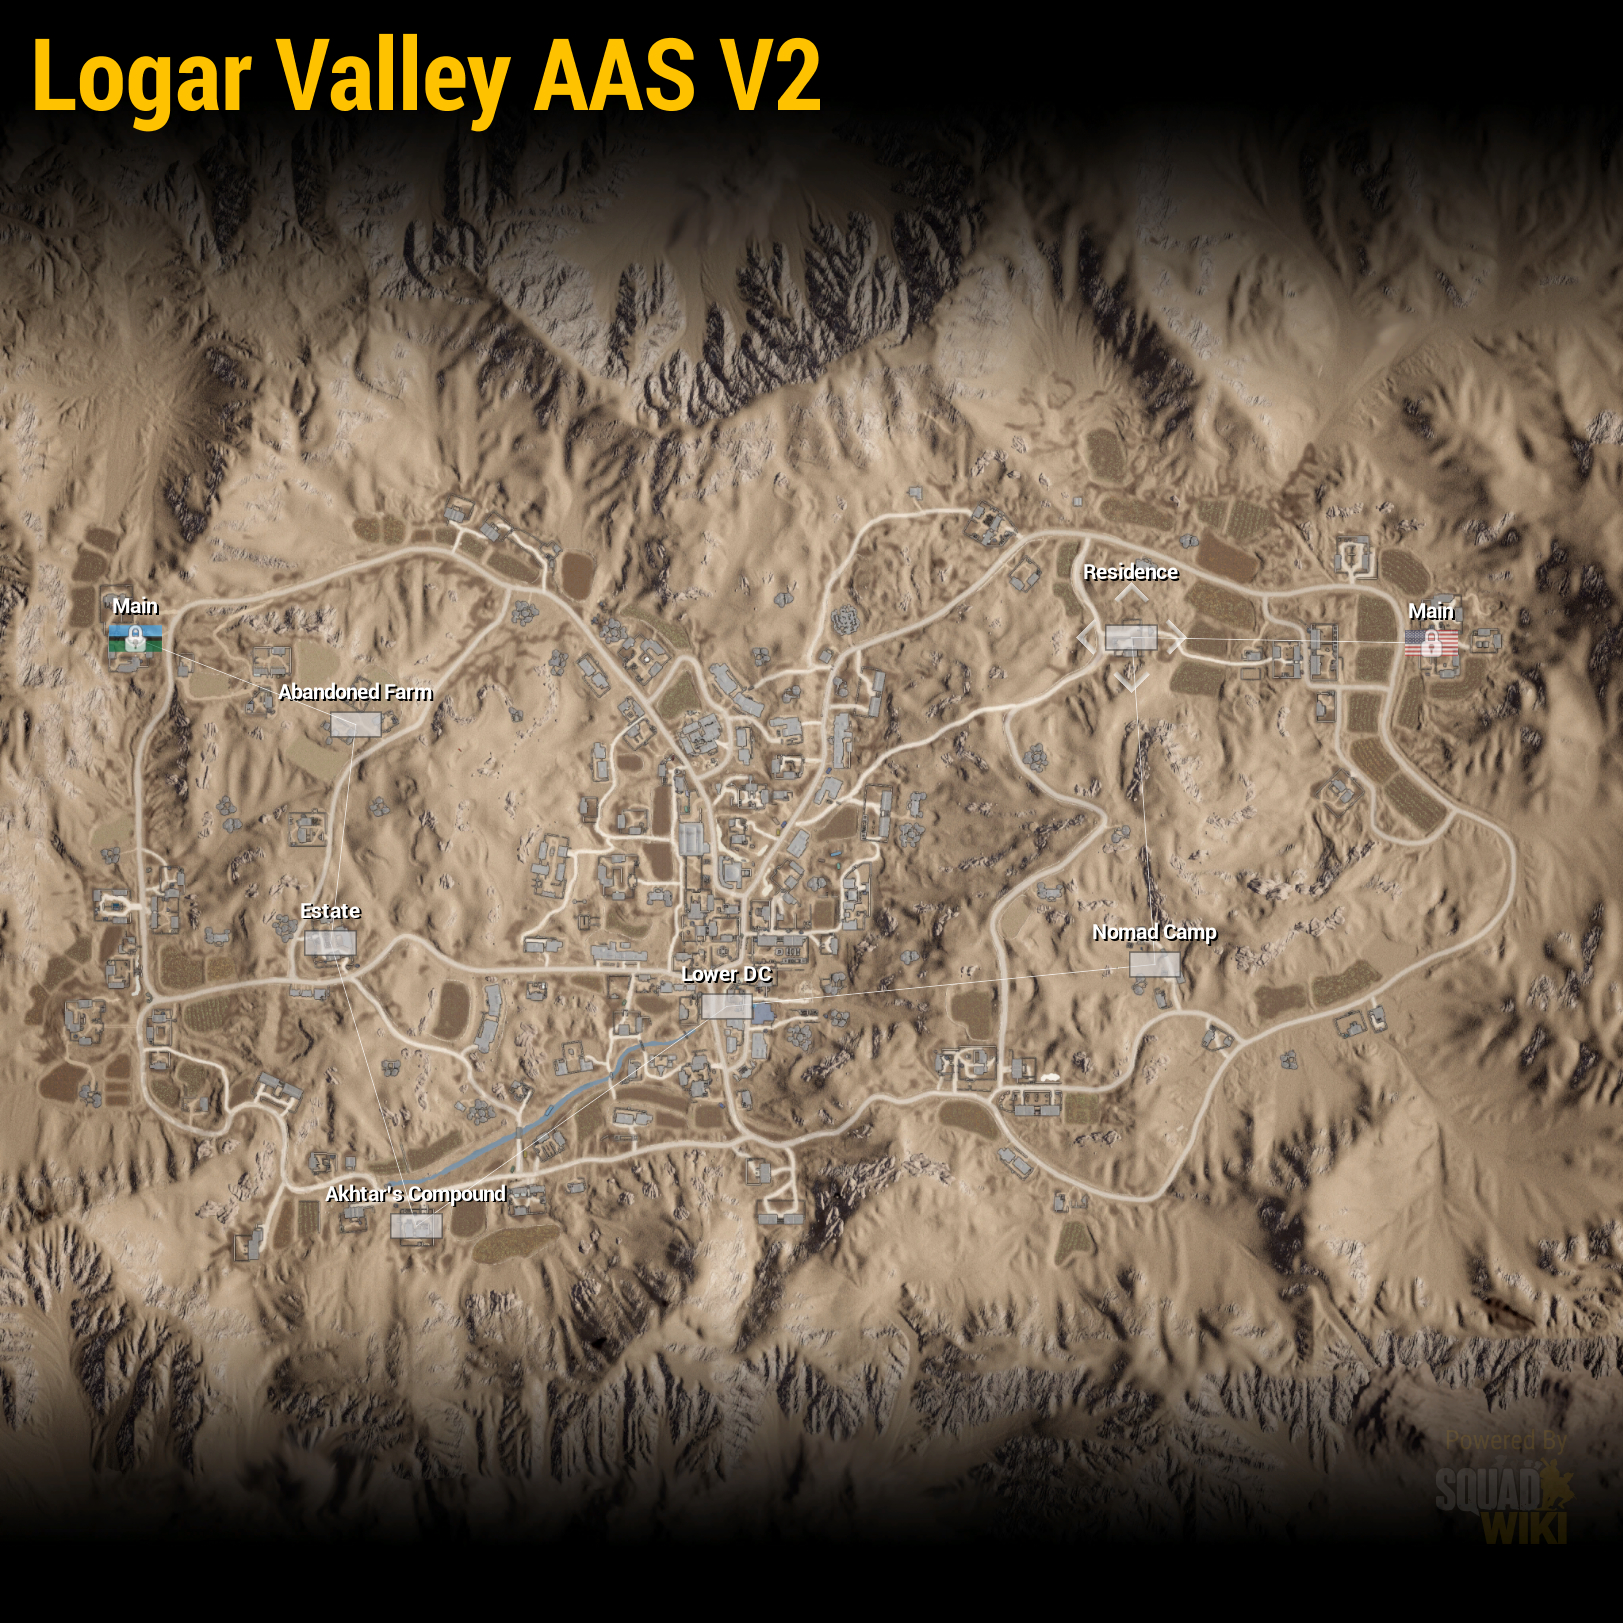 Logar Valley AAS V2
Residence
Main
Main
Abandoned Farm
Estate
Nomad Camp
Lower DC
Akhtar's Compound
Powered By
SQUAD
WIKI